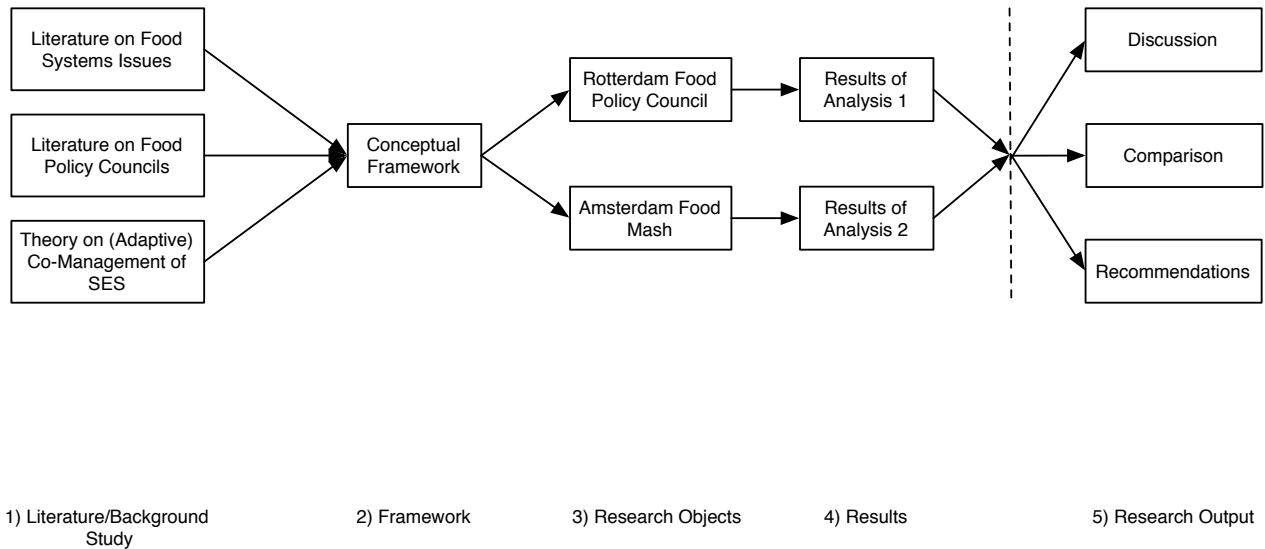 Literature on Food
Systems Issues
Literature on Food
Policy Councils
Theory on (Adaptive)
Co-Management of
SES
Conceptual
Framework
Rotterdam Food
Policy Council
Amsterdam Food
Mash
Results of
Analysis 1
Results of
Analysis 2
Discussion
Comparison
Recommendations
1) Literature/Background
Study
2) Framework
3) Research Objects
4) Results
5) Research Output